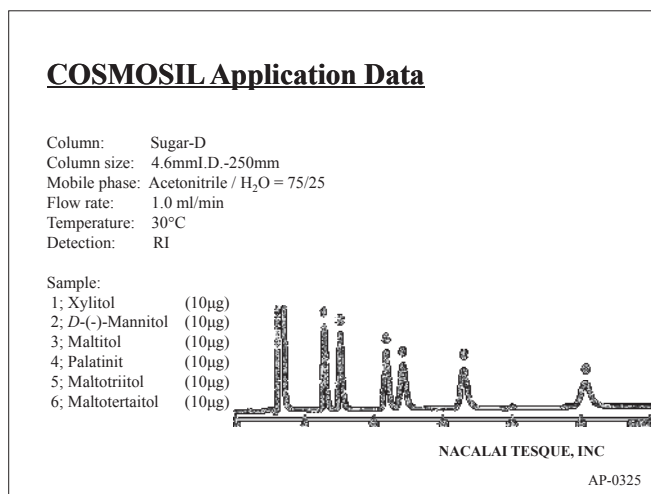 COSMOSIL Application Data
Column: Sugar-D
Column size: 4.6mmI.D.-250mm
Mobile phase: Acetonitrile / H₂O = 75/25
Flow rate: 1.0 ml/min
Temperature: 30°C
Detection: RI
Sample:
1; Xylitol (10μg)
2; D-(-)-Mannitol (10μg)
3; Maltitol (10μg)
4; Palatinit (10μg)
5; Maltotriitol (10μg)
6; Maltotertaitol (10μg)
NACALAI TESQUE, INC
AP-0325